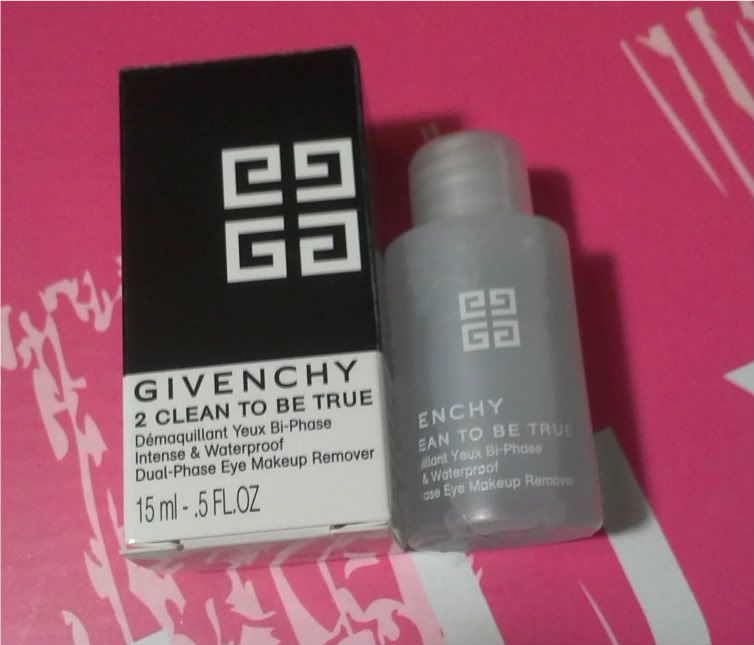 GIVENCHY
2 CLEAN TO BE TRUE
Démaquillant Yeux Bi-Phase
Intense & Waterproof
Dual-Phase Eye Makeup Remover
15 ml - .5 FL.OZ
ENCHY
EAN TO BE TRUE
illant Yeux Bi-Phase
& Waterproof
ase Eye Makeup Remover